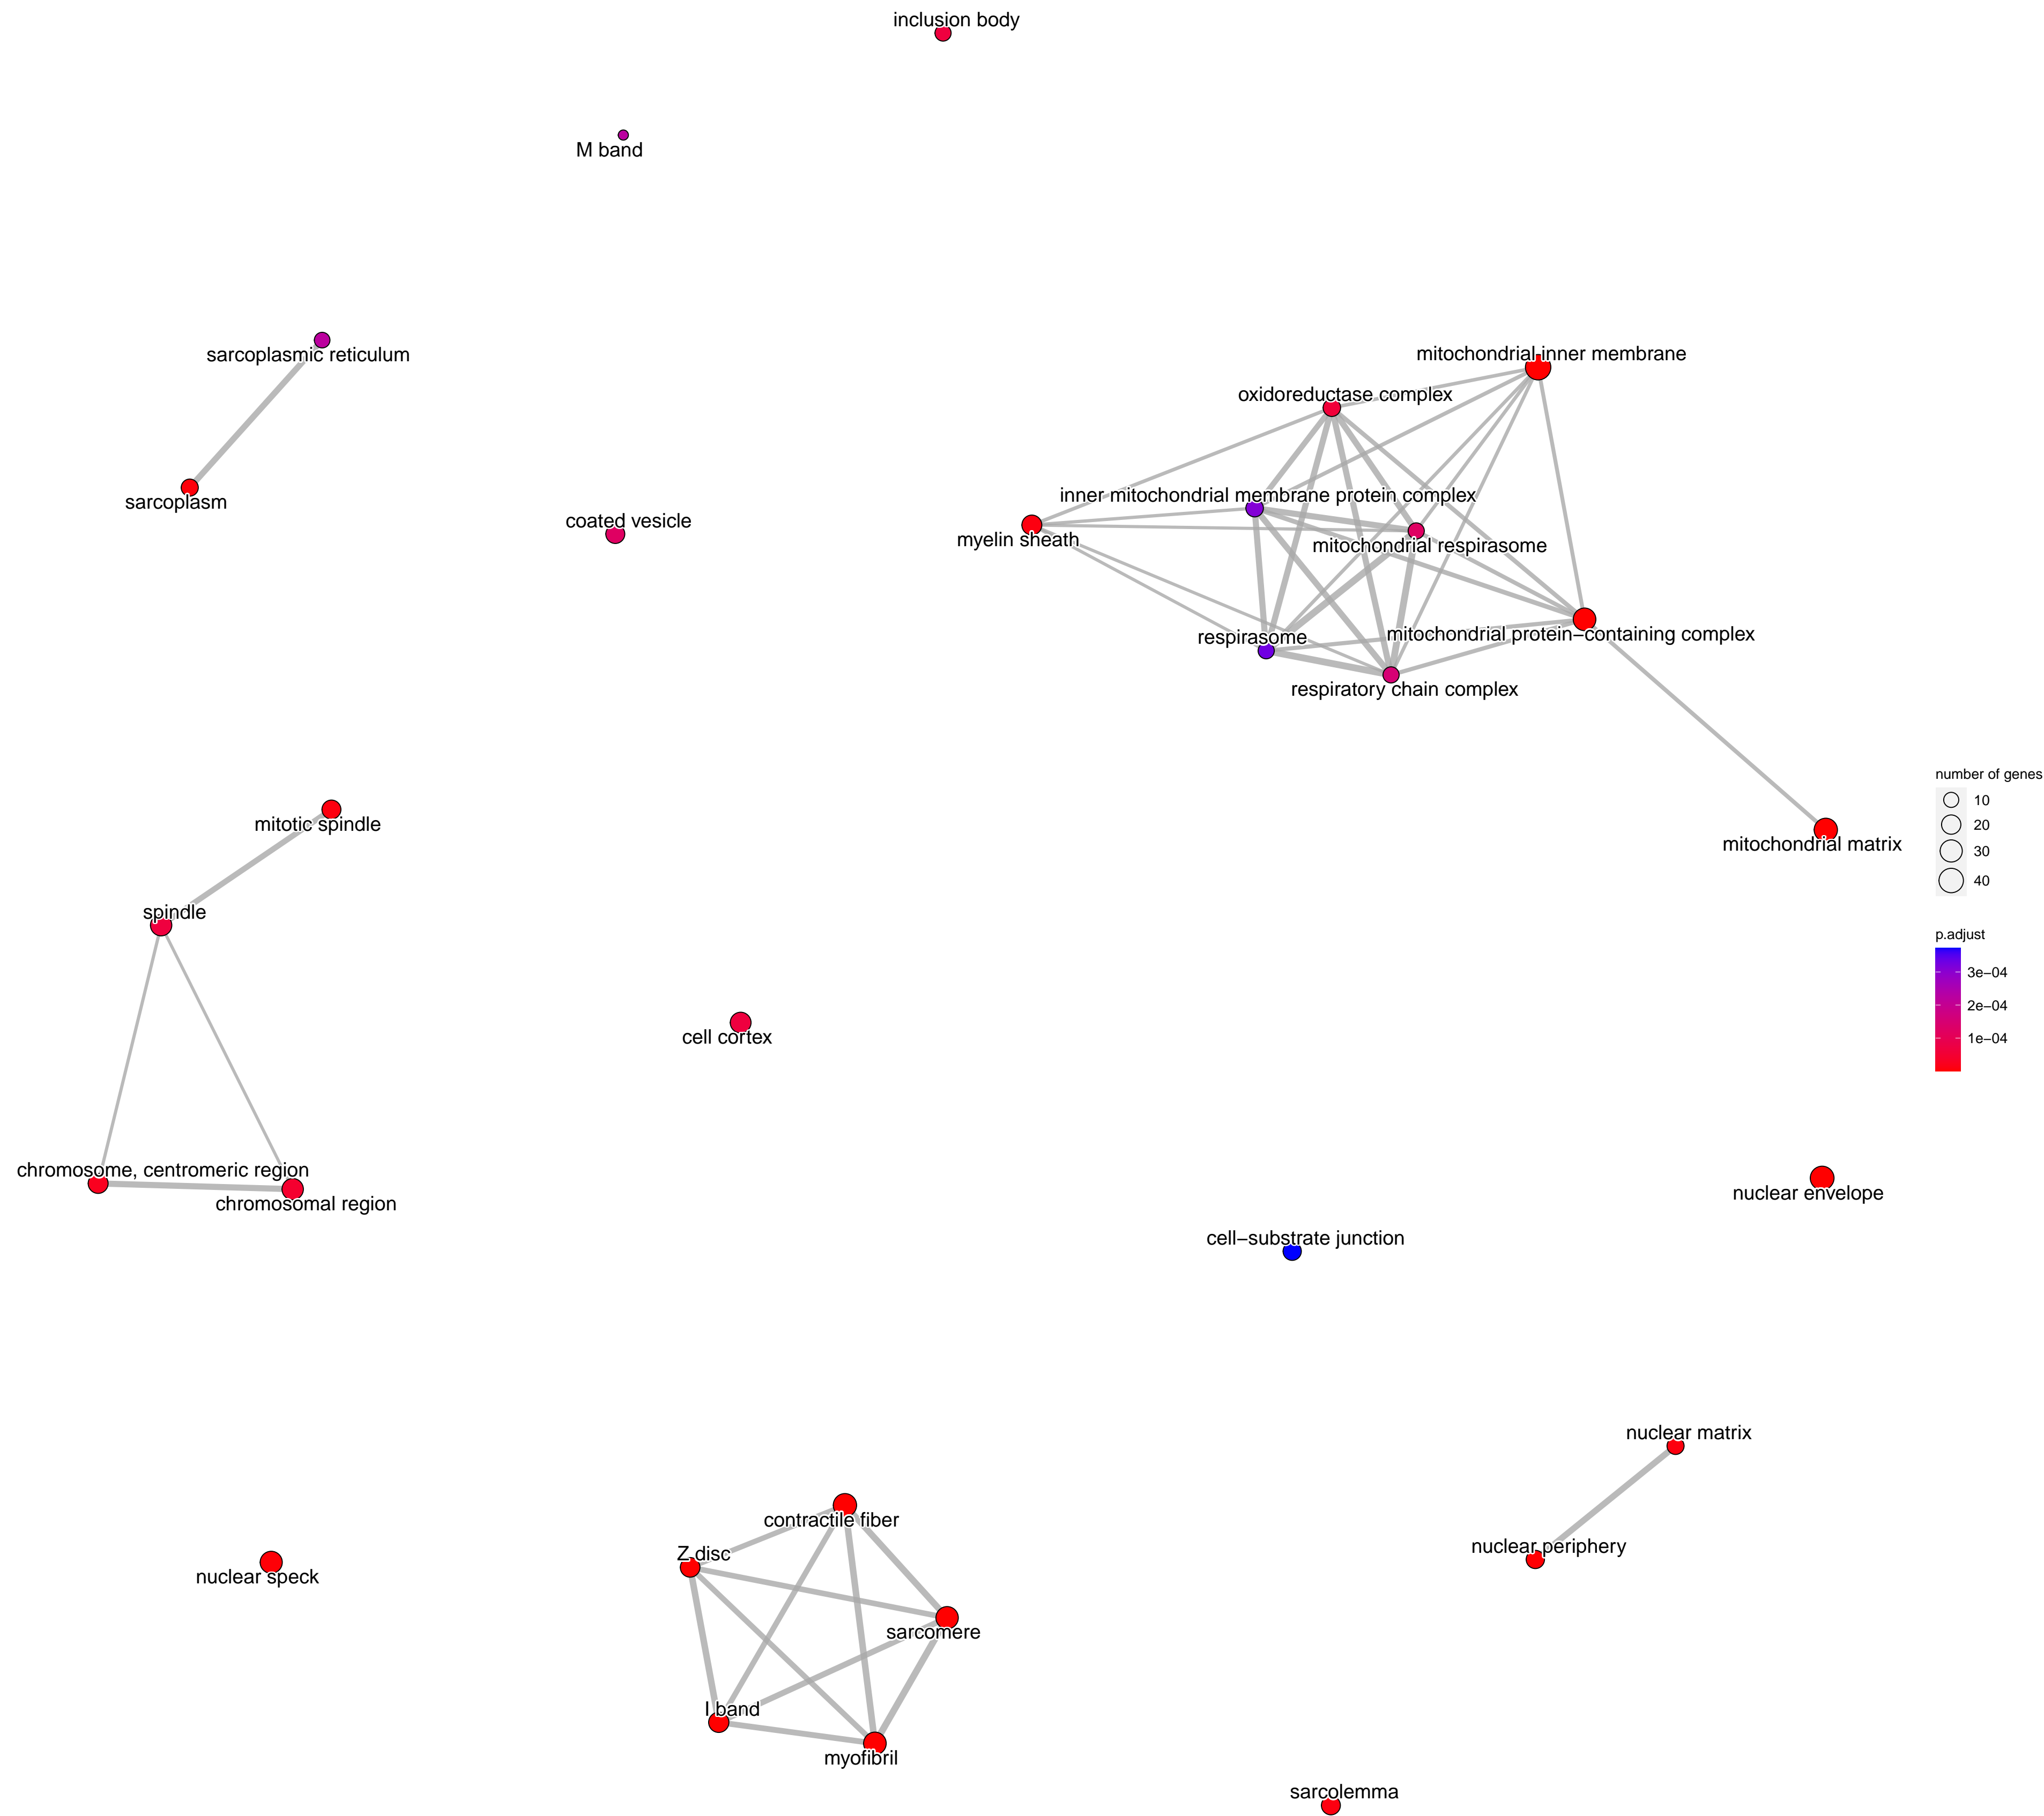 inclusion body
M band
sarcoplasmic reticulum
mitochondrial inner membrane
oxidoreductase complex
inner mitochondrial membrane protein complex
sarcoplasm
coated vesicle
myelin sheath
mitochondrial respirasome
respirasome
mitochondrial protein−containing complex
respiratory chain complex
number of genes
10
20
30
40
mitotic spindle
mitochondrial matrix
spindle
p.adjust
3e−04
2e−04
1e−04
cell cortex
chromosome, centromeric region
chromosomal region
nuclear envelope
cell−substrate junction
nuclear matrix
contractile fiber
nuclear periphery
Z disc
nuclear speck
sarcomere
I band
myofibril
sarcolemma